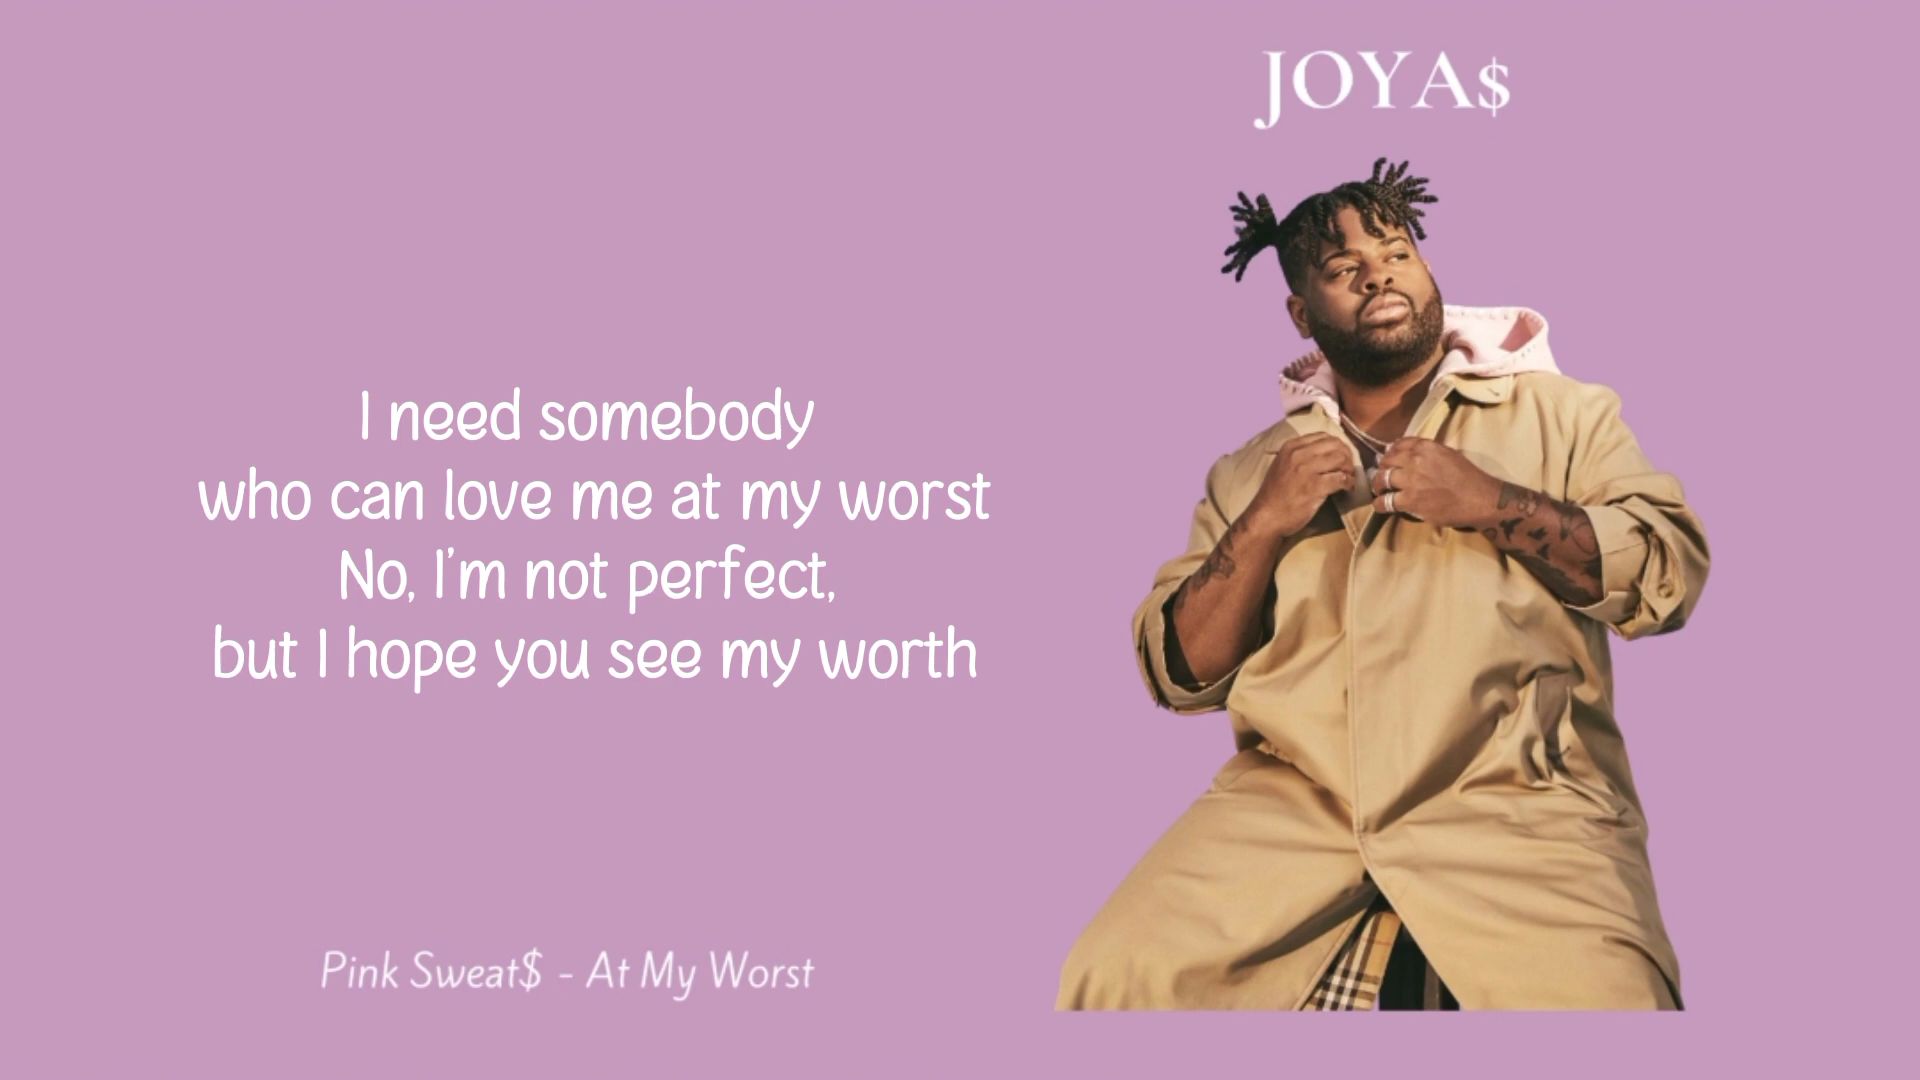 JOYA$
I need somebody
who can love me at my worst
No, I'm not perfect,
but I hope you see my worth
Pink Sweat$ - At My Worst